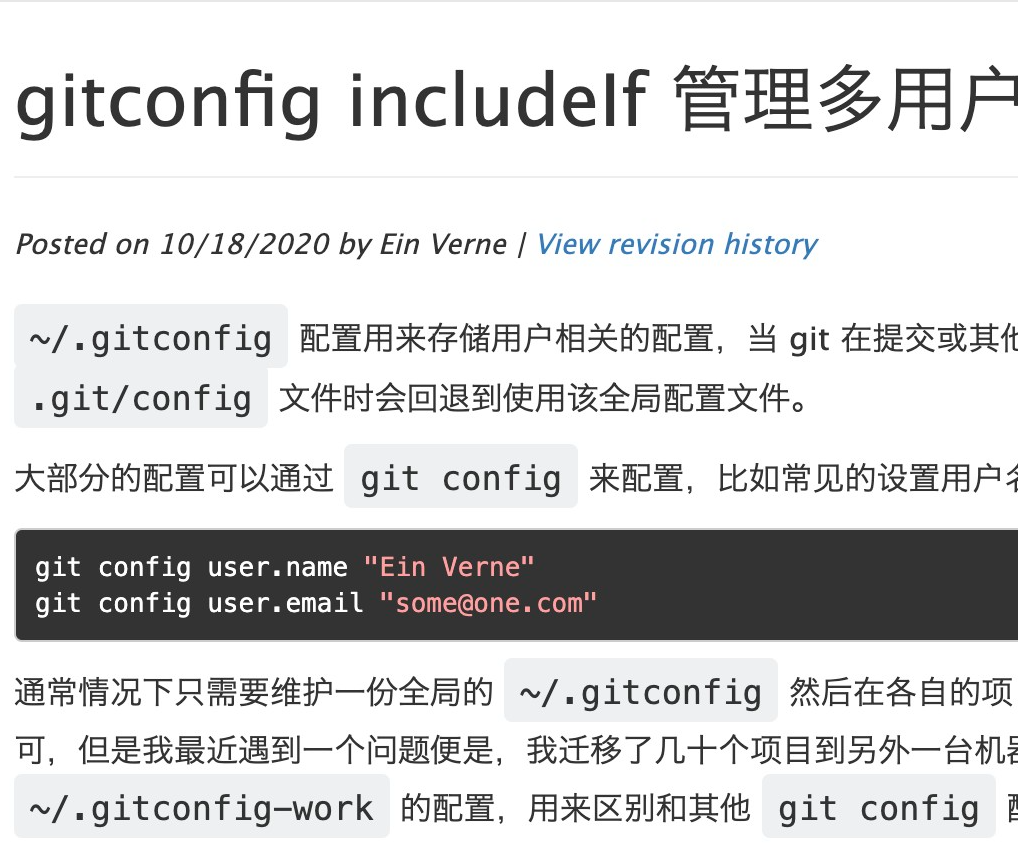 gitconfig includeIf 管理多用户
Posted on 10/18/2020 by Ein Verne | View revision history
~/.gitconfig 配置用来存储用户相关的配置，当 git 在提交或其他
.git/config 文件时会回退到使用该全局配置文件。
大部分的配置可以通过 git config 来配置，比如常见的设置用户名
git config user.name "Ein Verne"
git config user.email "some@one.com"
通常情况下只需要维护一份全局的 ~/.gitconfig 然后在各自的项
可，但是我最近遇到一个问题便是，我迁移了几十个项目到另外一台机器
~/.gitconfig-work 的配置，用来区别和其他 git config 配